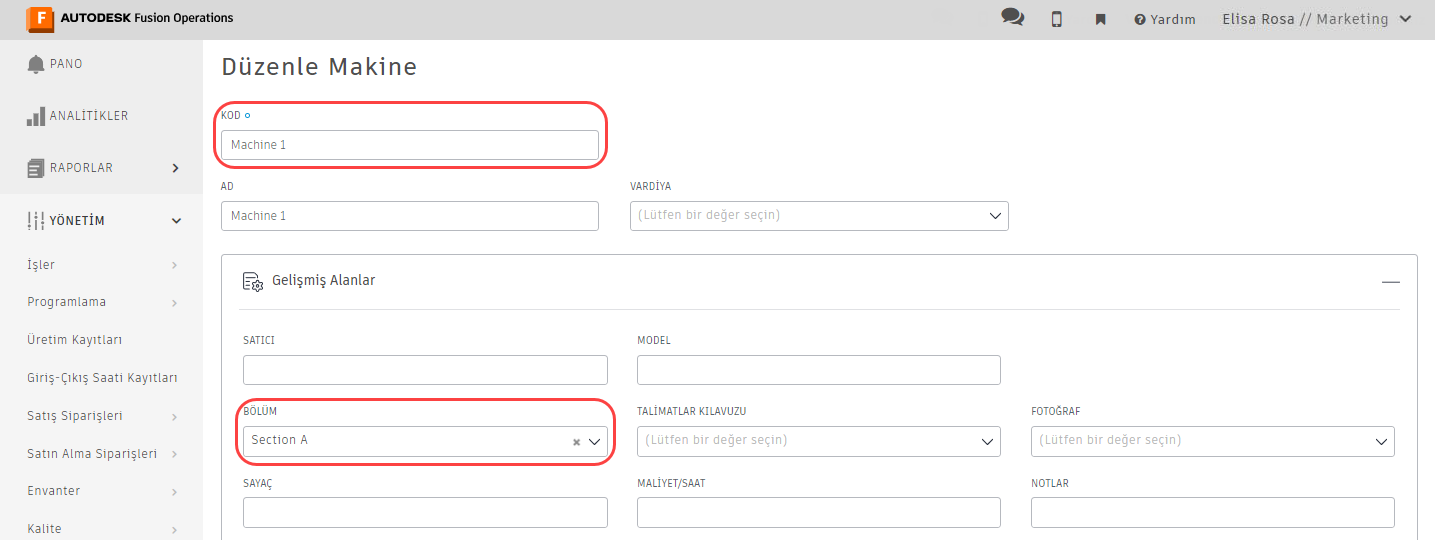 AUTODESK Fusion Operations
Yardım
Elisa Rosa // Marketing
PANO
ANALİTİKLER
RAPORLAR
YÖNETİM
İşler
Programlama
Üretim Kayıtları
Giriş-Çıkış Saati Kayıtları
Satış Siparişleri
Satın Alma Siparişleri
Envanter
Kalite
Düzenle Makine
KOD
Machine 1
AD
VARDİYA
Machine 1
(Lütfen bir değer seçin)
Gelişmiş Alanlar
SATICI
MODEL
BÖLÜM
TALİMATLAR KILAVUZU
FOTOĞRAF
Section A
(Lütfen bir değer seçin)
(Lütfen bir değer seçin)
SAYAÇ
MALİYET/SAAT
NOTLAR